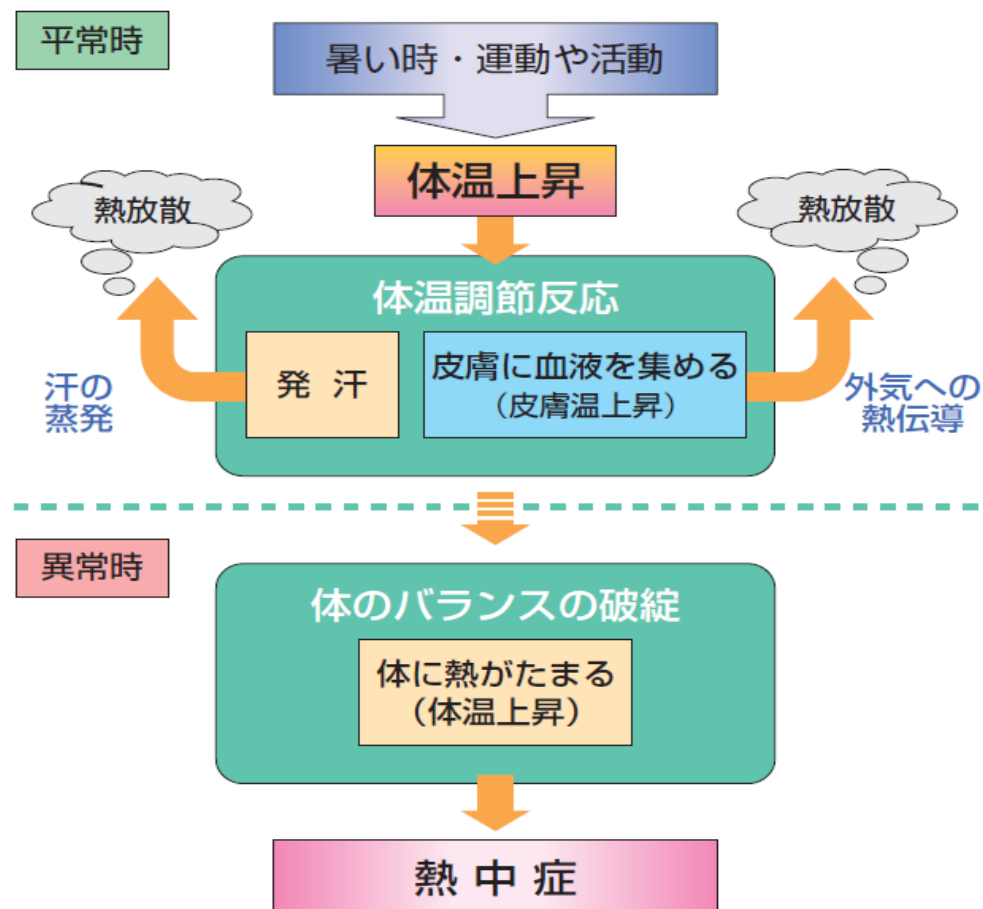 平常時
暑い時・運動や活動
体温上昇
熱放散
熱放散
体温調節反応
発 汗
皮膚に血液を集める
（皮膚温上昇）
汗の
蒸発
外気への
熱伝導
異常時
体のバランスの破綻
体に熱がたまる
（体温上昇）
熱 中 症